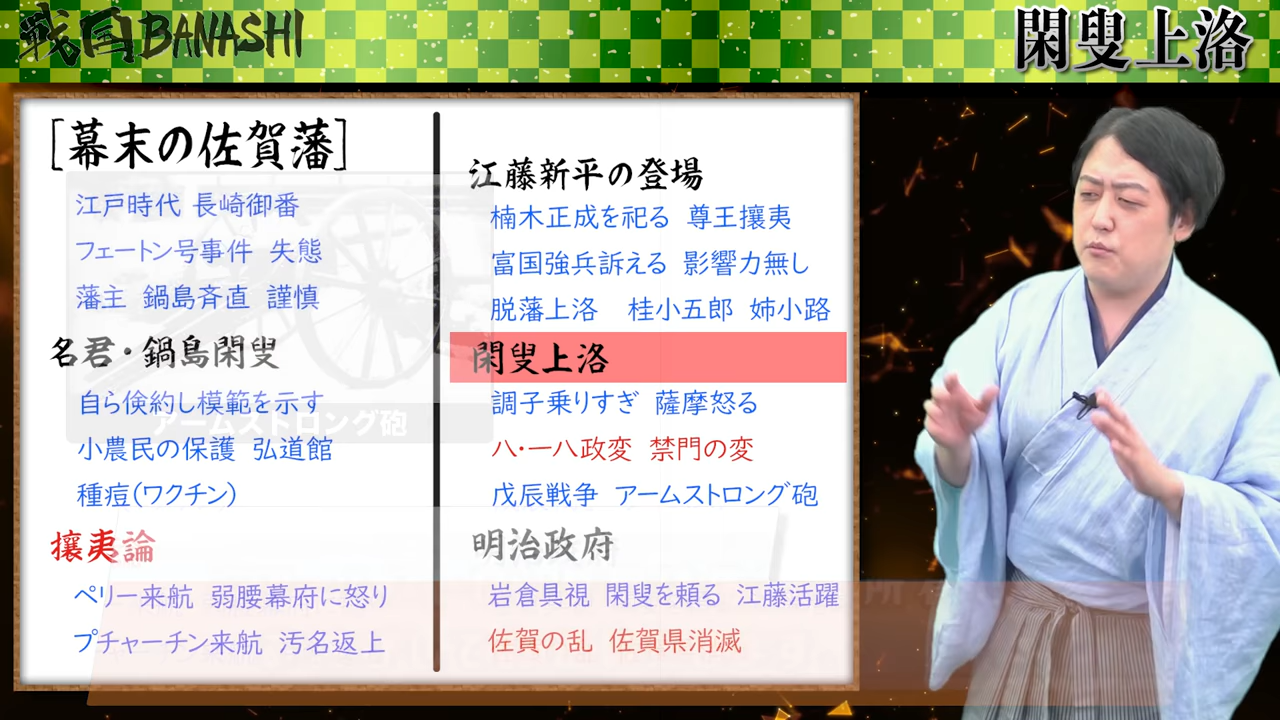 戦国BANASHI
閑叟上洛
[幕末の佐賀藩]
江戸時代 長崎御番
フェートン号事件 失態
藩主 鍋島斉直 謹慎
名君・鍋島閑叟
自ら倹約し模範を示す
アームストロング砲
小農民の保護 弘道館
種痘(ワクチン)
攘夷論
ペリー来航 弱腰幕府に怒り
プチャーチン来航 汚名返上
江藤新平の登場
楠木正成を祀る 尊王攘夷
富国強兵訴える 影響力無し
脱藩上洛 桂小五郎 姉小路
閑叟上洛
調子乗りすぎ 薩摩怒る
八・一八政変 禁門の変
戊辰戦争 アームストロング砲
明治政府
岩倉具視 閑叟を頼る 江藤活躍
佐賀の乱 佐賀県消滅